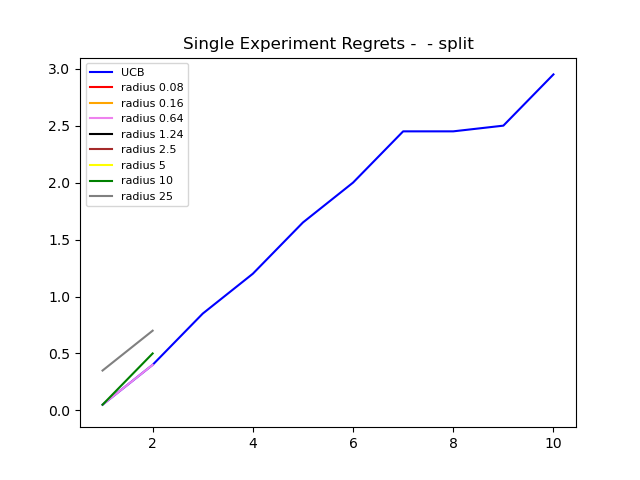 Single Experiment Regrets -  - split
3.0
2.5
2.0
1.5
1.0
0.5
0.0
UCB
radius 0.08
radius 0.16
radius 0.64
radius 1.24
radius 2.5
radius 5
radius 10
radius 25
2 4 6 8 10